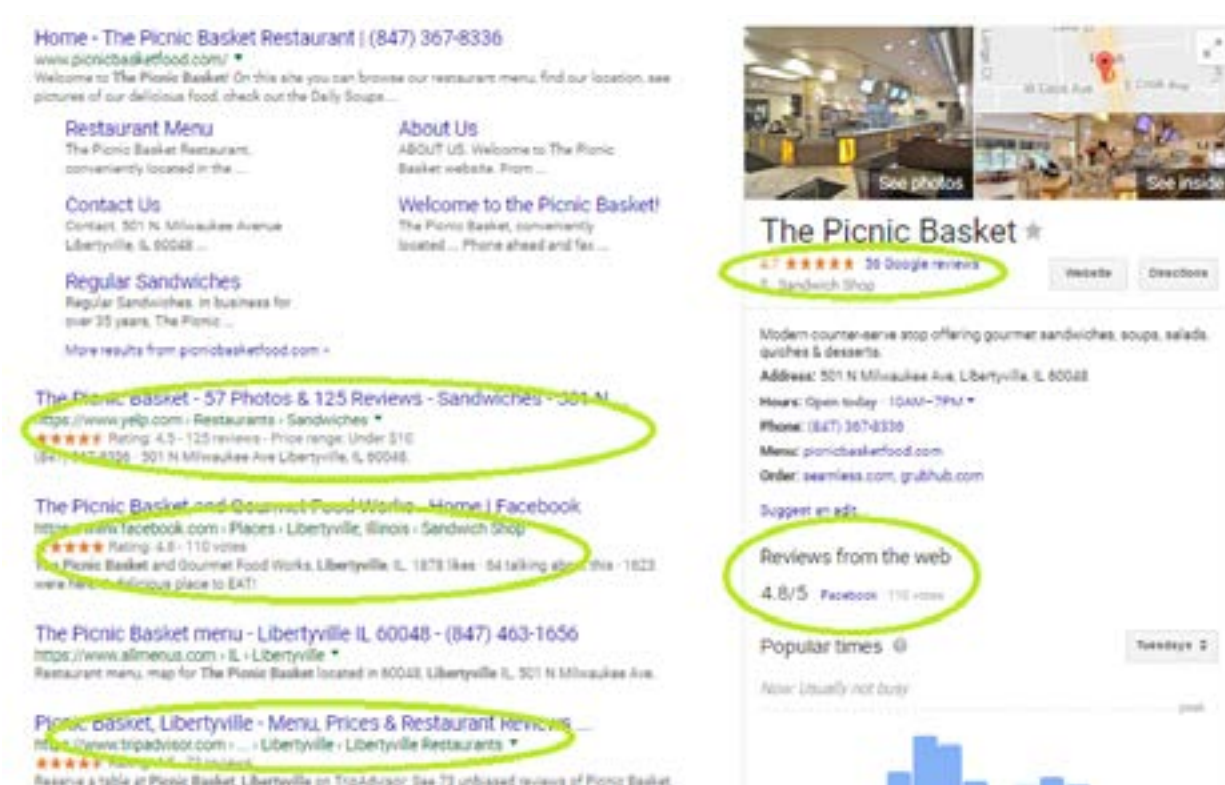 Home - The Picnic Basket Restaurant | (847) 367-8336
www.picnicbasketfood.com/
Welcome to The Picnic Basket! On this site you can browse our restaurant menu, find our location, see
pictures of our delicious food, check out the Daily Soups ...
Restaurant Menu
The Picnic Basket Restaurant,
conveniently located in the ...
About Us
ABOUT US. Welcome to The Picnic
Basket website. From ...
Contact Us
Contact. 501 N. Milwaukee Avenue
Libertyville, IL 60048 ...
Welcome to the Picnic Basket!
The Picnic Basket, conveniently
located ... Phone ahead and fax ...
Regular Sandwiches
Regular Sandwiches. In business for
over 35 years, The Picnic ...
More results from picnicbasketfood.com »
The Picnic Basket - 57 Photos & 125 Reviews - Sandwiches - 501 N ...
https://www.yelp.com › Restaurants › Sandwiches
Rating: 4.5 - 125 reviews - Price range: Under $10
(847) 367-8336 · 501 N Milwaukee Ave Libertyville, IL 60048.
The Picnic Basket and Gourmet Food Works - Home | Facebook
https://www.facebook.com › Places › Libertyville, Illinois › Sandwich Shop
Rating: 4.8 - 110 votes
The Picnic Basket and Gourmet Food Works, Libertyville, IL. 1878 likes · 64 talking about this · 1623
were here. delicious place to EAT!
The Picnic Basket menu - Libertyville IL 60048 - (847) 463-1656
https://www.allmenus.com › IL › Libertyville
Restaurant menu, map for The Picnic Basket located in 60048, Libertyville IL, 501 N Milwaukee Ave.
Picnic Basket, Libertyville - Menu, Prices & Restaurant Reviews ...
https://www.tripadvisor.com › ... › Libertyville › Libertyville Restaurants
Reserve a table at Picnic Basket, Libertyville on TripAdvisor: See 73 unbiased reviews of Picnic Basket,
See photos
See inside
The Picnic Basket
4.7 36 Google reviews
Sandwich Shop
Website
Directions
Modern counter-serve stop offering gourmet sandwiches, soups, salads,
quiches & desserts.
Address: 501 N Milwaukee Ave, Libertyville, IL 60048
Hours: Open today · 10AM–7PM
Phone: (847) 367-8336
Menu: picnicbasketfood.com
Order: seamless.com, grubhub.com
Suggest an edit
Reviews from the web
4.8/5 Facebook · 110 votes
Popular times
Tuesdays
Now: Usually not busy
peak